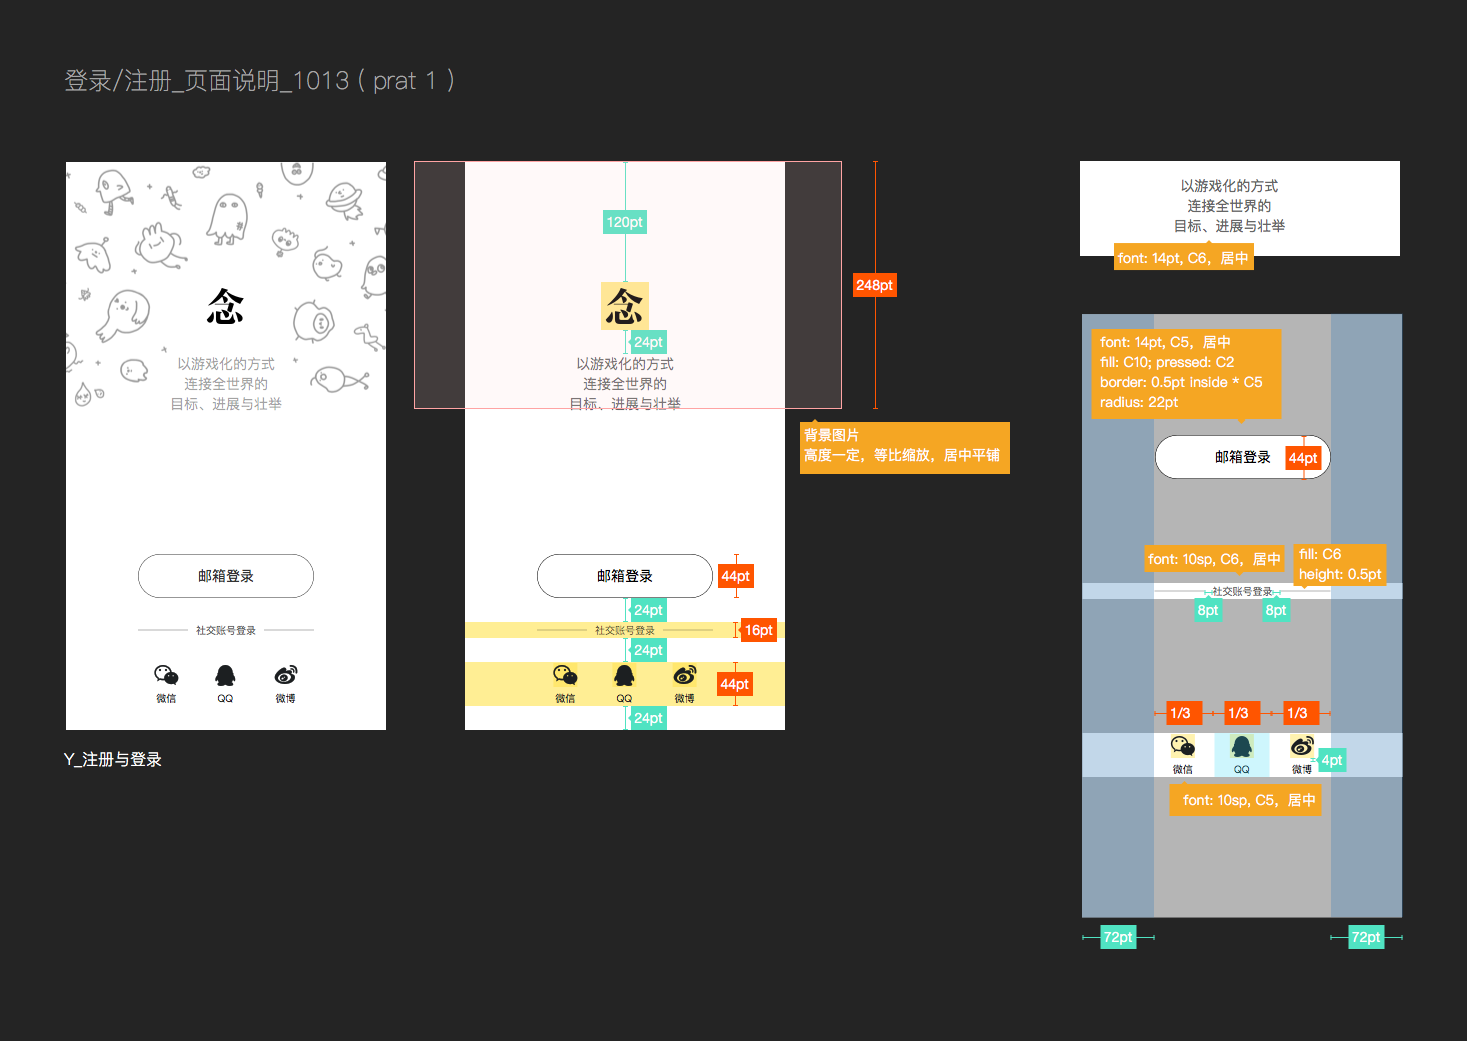 登录/注册_页面说明_1013 ( prat 1 )
念
以游戏化的方式
连接全世界的
目标、进展与壮举
邮箱登录
社交账号登录
微信
QQ
微博
Y_注册与登录
120pt
念
24pt
以游戏化的方式
连接全世界的
目标、进展与壮举
248pt
背景图片
高度一定，等比缩放，居中平铺
邮箱登录
44pt
24pt
社交账号登录
16pt
24pt
微信
QQ
微博
44pt
24pt
以游戏化的方式
连接全世界的
目标、进展与壮举
font: 14pt, C6，居中
font: 14pt, C5，居中
fill: C10; pressed: C2
border: 0.5pt inside * C5
radius: 22pt
邮箱登录
44pt
font: 10sp, C6，居中
fill: C6
height: 0.5pt
社交账号登录
8pt
8pt
1/3
1/3
1/3
微信
QQ
微博
4pt
font: 10sp, C5，居中
72pt
72pt